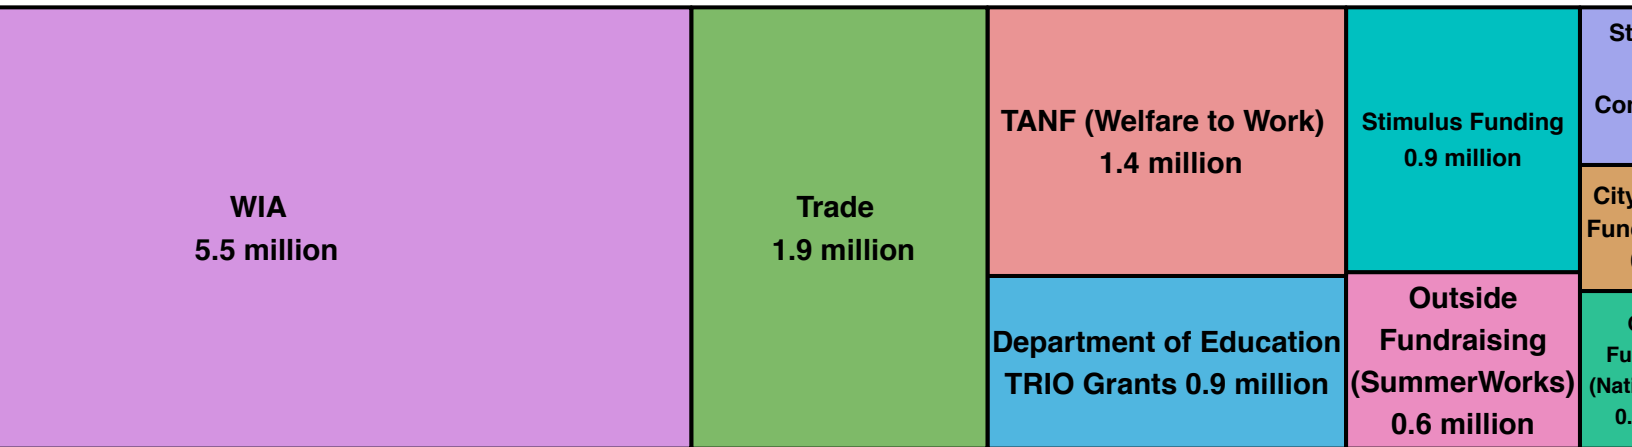 WIA
5.5 million
Trade
1.9 million
TANF (Welfare to Work)
1.4 million
Department of Education
TRIO Grants 0.9 million
Stimulus Funding
0.9 million
Outside
Fundraising
(SummerWorks)
0.6 million
City